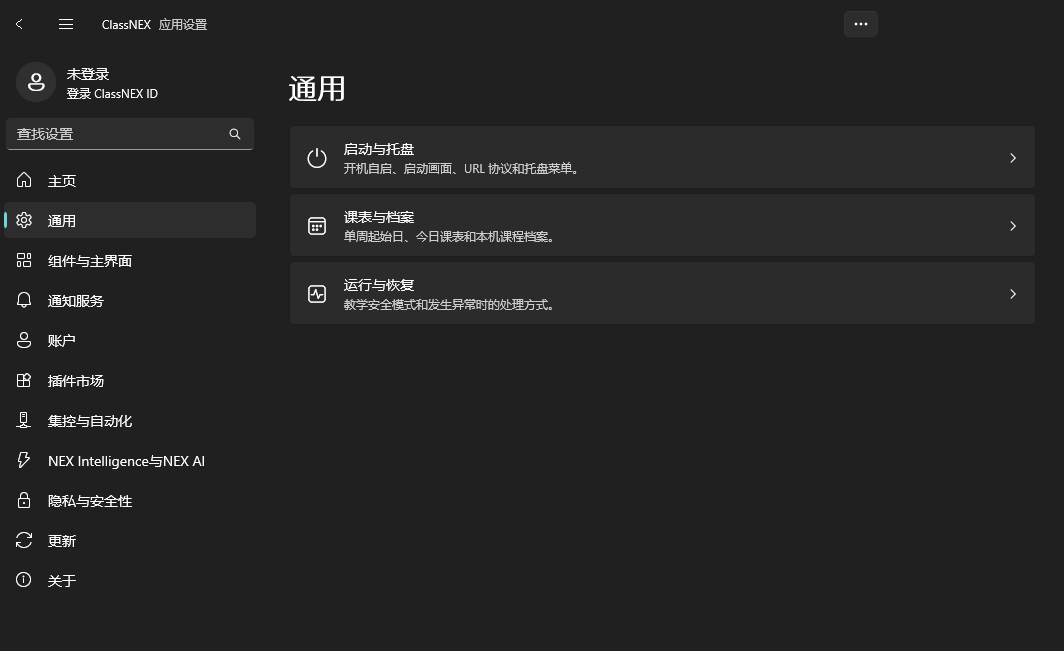 ClassNEX 应用设置
未登录
登录 ClassNEX ID
查找设置
主页
通用
组件与主界面
通知服务
账户
插件市场
集控与自动化
NEX Intelligence与NEX AI
隐私与安全性
更新
关于
通用
启动与托盘
开机自启、启动画面、URL 协议和托盘菜单。
课表与档案
单周起始日、今日课表和本机课程档案。
运行与恢复
教学安全模式和发生异常时的处理方式。